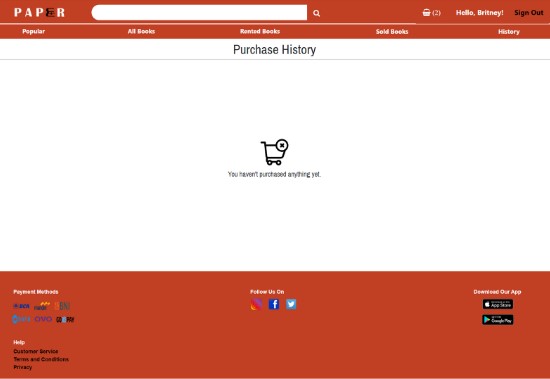 PAPER
(2)
Hello, Britney!
Sign Out
Popular
All Books
Rented Books
Sold Books
History
Purchase History
You haven't purchased anything yet.
Payment Methods
Follow Us On
Download Our App
BCA
OVO
App Store
Google Play
Help
Customer Service
Terms and Conditions
Privacy